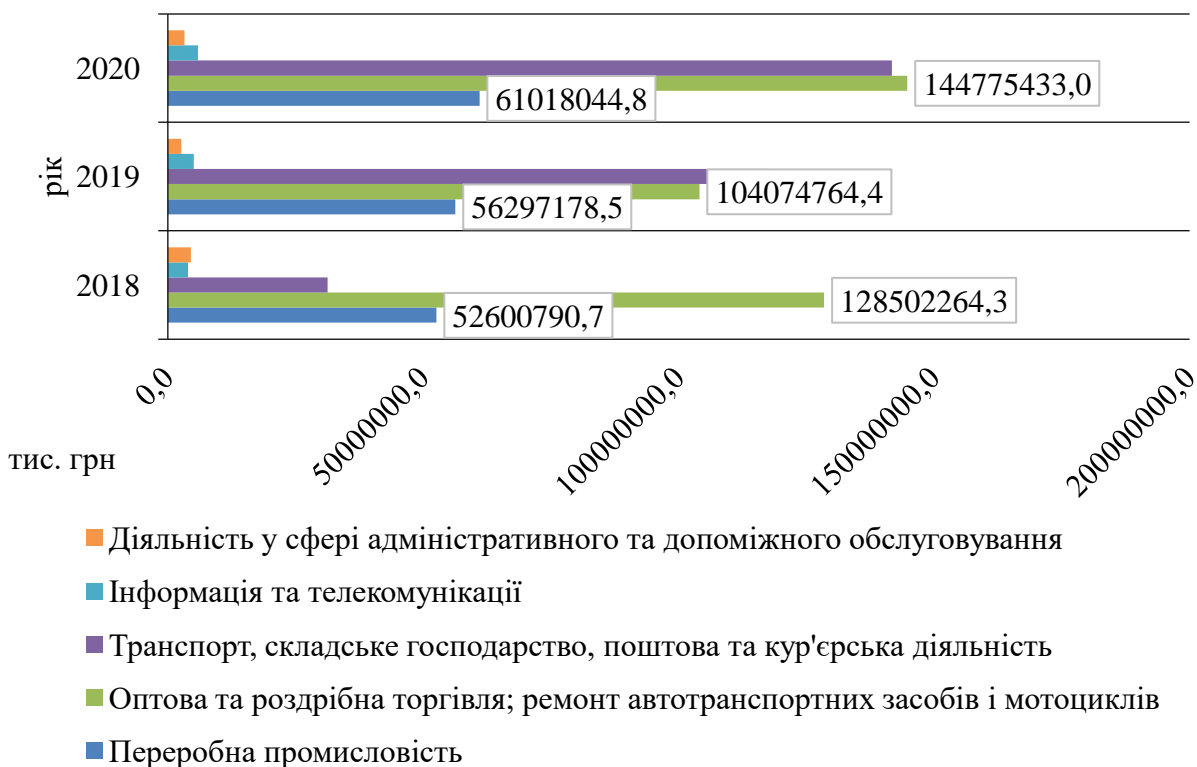 2020
144775433,0
61018044,8
рік
2019
104074764,4
56297178,5
2018
128502264,3
52600790,7
0,0
50000000,0
100000000,0
150000000,0
200000000,0
тис. грн
Діяльність у сфері адміністративного та допоміжного обслуговування
Інформація та телекомунікації
Транспорт, складське господарство, поштова та кур'єрська діяльність
Оптова та роздрібна торгівля; ремонт автотранспортних засобів і мотоциклів
Переробна промисловість